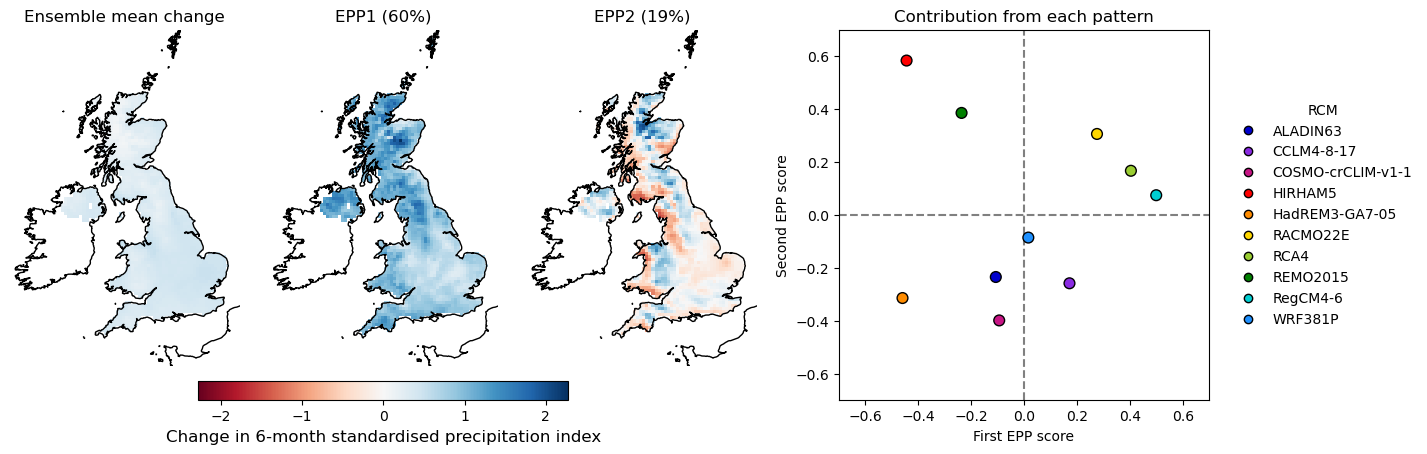 Ensemble mean change
EPP1 (60%)
EPP2 (19%)
−2 −1 0 1 2
Change in 6-month standardised precipitation index
Contribution from each pattern
Second EPP score
0.6
0.4
0.2
0.0
−0.2
−0.4
−0.6
−0.6 −0.4 −0.2 0.0 0.2 0.4 0.6
First EPP score
RCM
ALADIN63
CCLM4-8-17
COSMO-crCLIM-v1-1
HIRHAM5
HadREM3-GA7-05
RACMO22E
RCA4
REMO2015
RegCM4-6
WRF381P